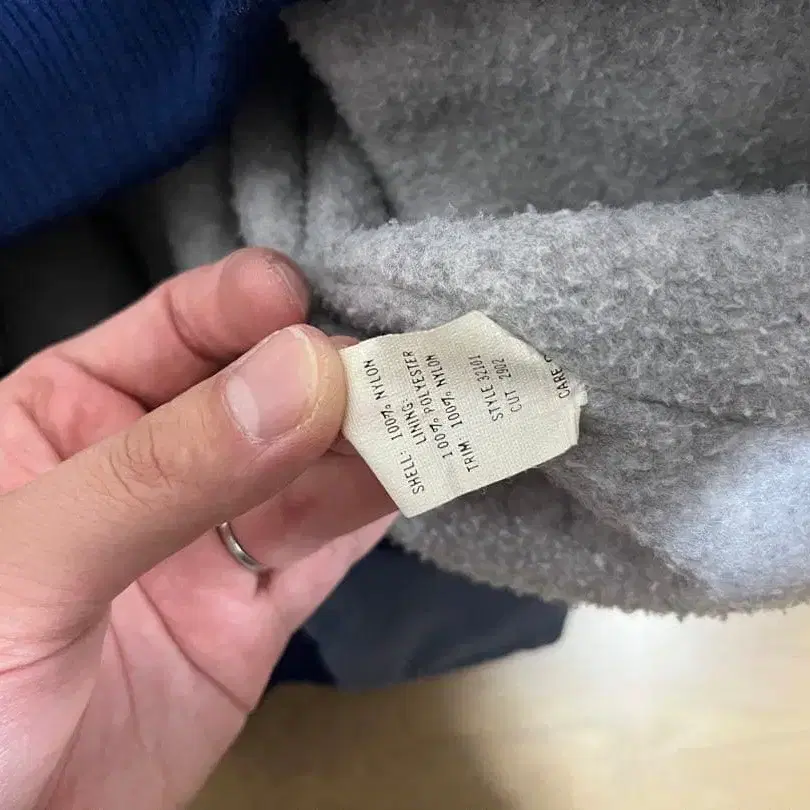 SHELL: 100% NYLON
LINING:
100% POLYESTER
TRIM: 100% NYLON
STYLE 32101
CUT 2902
CARE